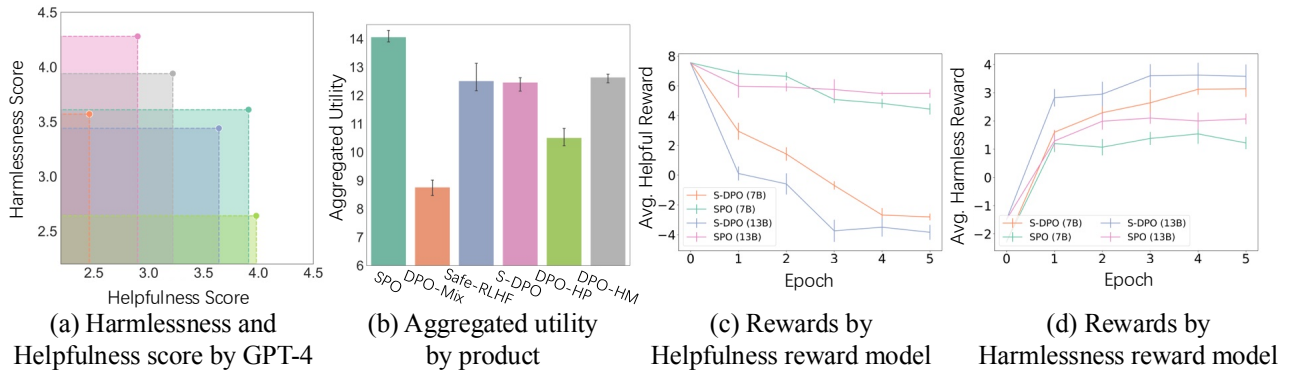 4.5
4.0
3.5
3.0
2.5
Harmlessness Score
2.5 3.0 3.5 4.0 4.5
Helpfulness Score
(a) Harmlessness and
Helpfulness score by GPT-4
14
13
12
11
10
9
8
7
6
Aggregated Utility
SPO DPO-Mix Safe-RLHF S-DPO DPO-HP DPO-HM
(b) Aggregated utility
by product
8
6
4
2
0
−2
−4
Avg. Helpful Reward
S-DPO (7B)
SPO (7B)
S-DPO (13B)
SPO (13B)
0 1 2 3 4 5
Epoch
(c) Rewards by
Helpfulness reward model
4
3
2
1
0
−1
−2
Avg. Harmless Reward
S-DPO (7B) S-DPO (13B)
SPO (7B) SPO (13B)
0 1 2 3 4 5
Epoch
(d) Rewards by
Harmlessness reward model